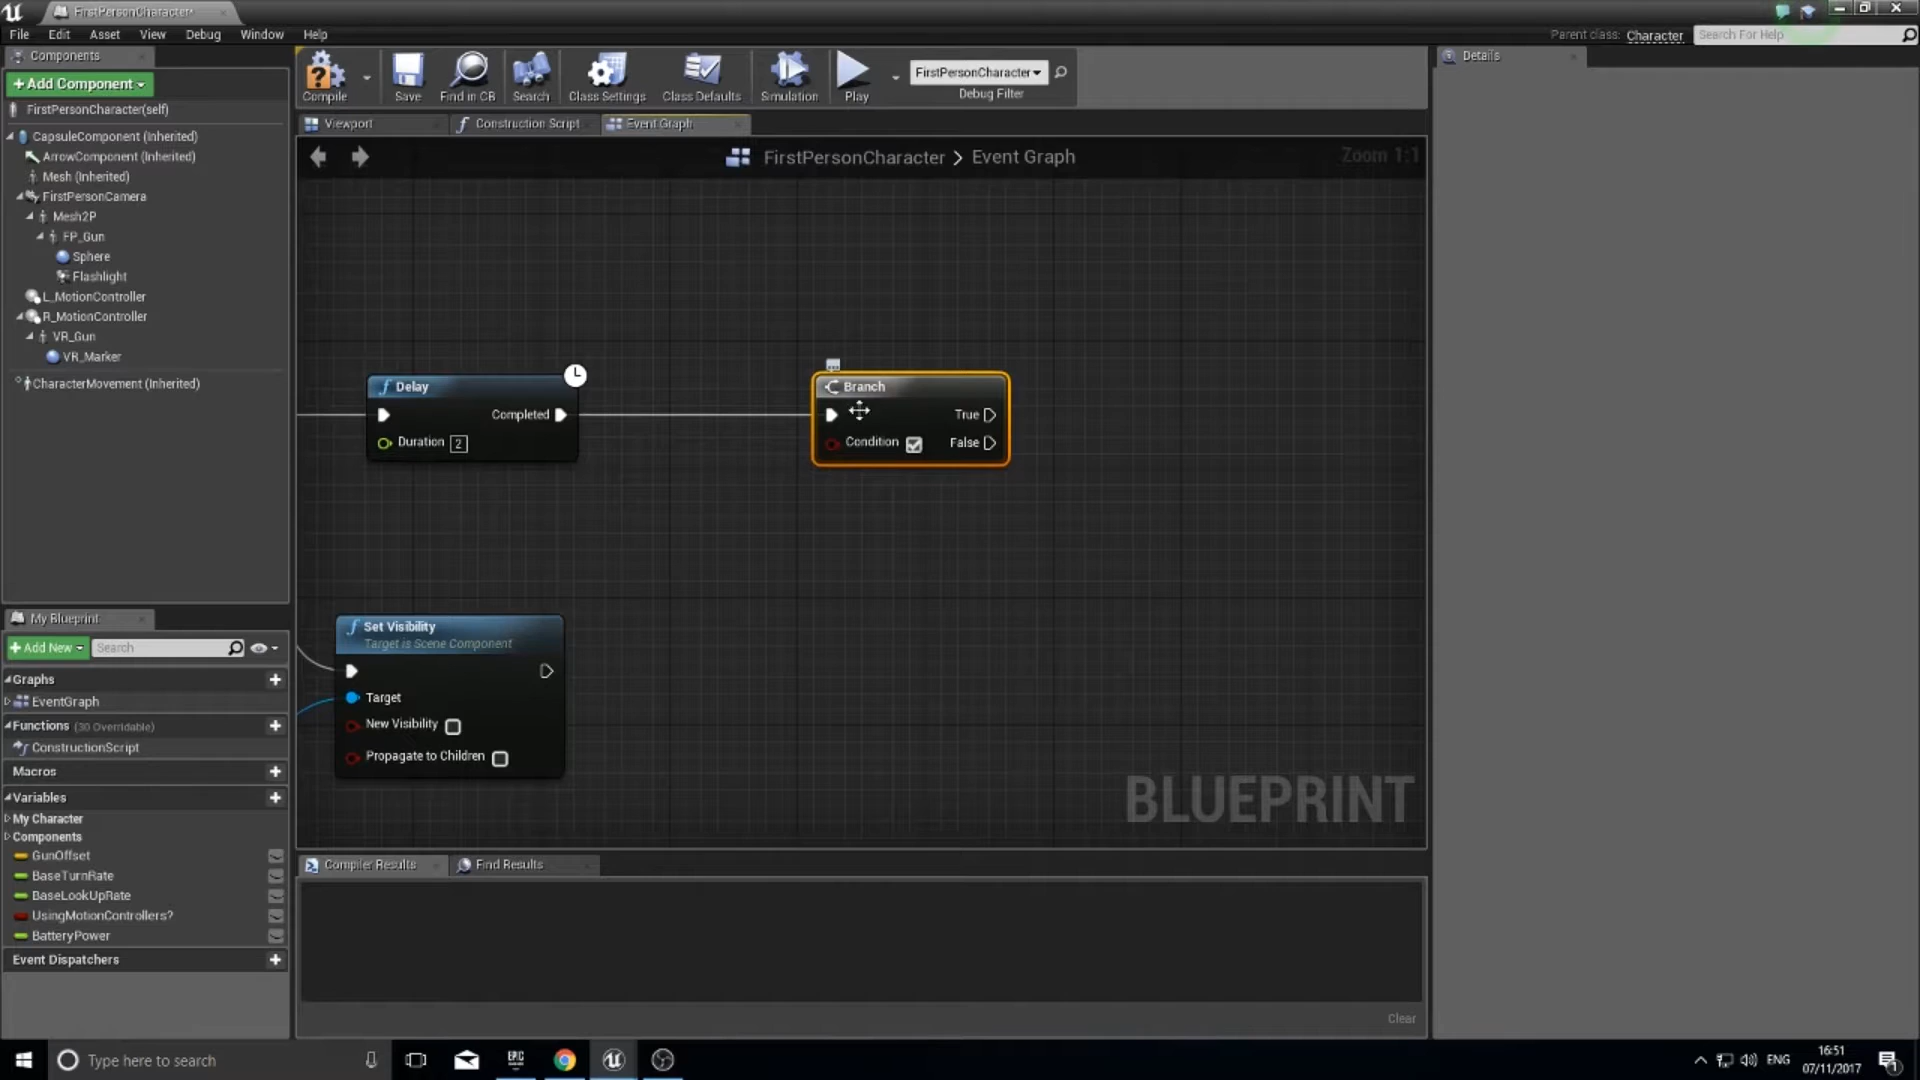 FirstPersonCharacter*
File Edit Asset View Debug Window Help
Parent class: Character Search For Help
Components
+Add Component
FirstPersonCharacter(self)
CapsuleComponent (Inherited)
ArrowComponent (Inherited)
Mesh (Inherited)
FirstPersonCamera
Mesh2P
FP_Gun
Sphere
Flashlight
L_MotionController
R_MotionController
VR_Gun
VR_Marker
CharacterMovement (Inherited)
My Blueprint
+Add New Search
Graphs
EventGraph
Functions (30 Overridable)
ConstructionScript
Macros
Variables
My Character
Components
GunOffset
BaseTurnRate
BaseLookUpRate
UsingMotionControllers?
BatteryPower
Event Dispatchers
Compile Save Find in CB Search Class Settings Class Defaults Simulation Play
FirstPersonCharacter
Debug Filter
Viewport Construction Script Event Graph
FirstPersonCharacter > Event Graph
Zoom 1:1
Delay
Completed
Duration 2
Branch
True
Condition False
Set Visibility
Target is Scene Component
Target
New Visibility
Propagate to Children
BLUEPRINT
Compiler Results Find Results
Clear
Details
Type here to search
EPIC
ENG
16:51
07/11/2017
1